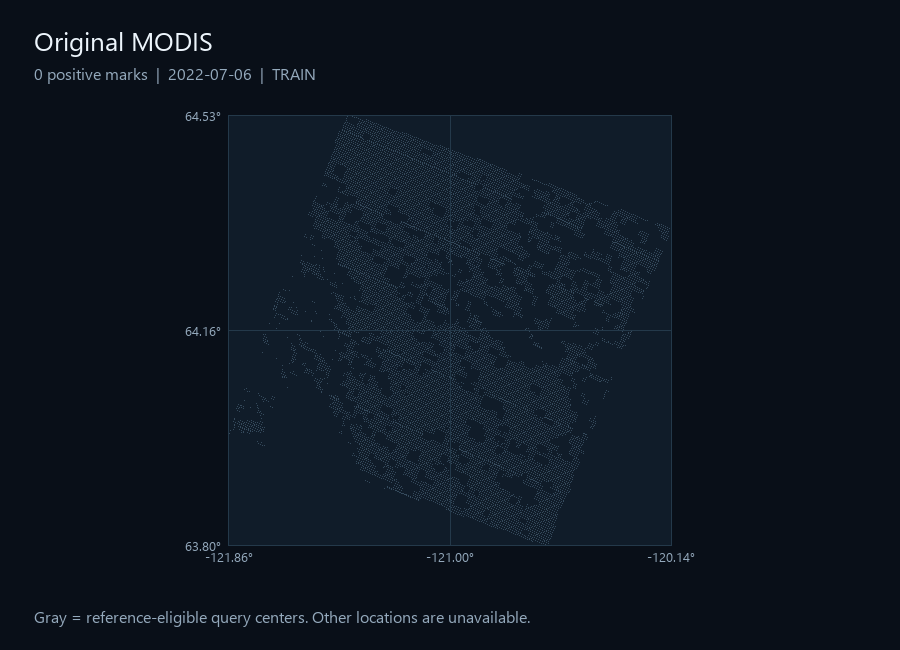 Original MODIS
0 positive marks | 2022-07-06 | TRAIN
64.53°
64.16°
63.80°
-121.86° -121.00° -120.14°
Gray = reference-eligible query centers. Other locations are unavailable.